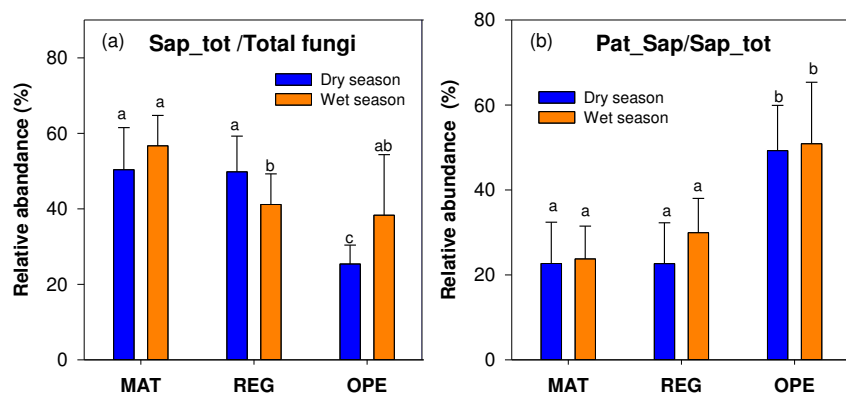 (a) Sap_tot /Total fungi
Relative abandance (%)
80
60
40
20
0
Dry season
Wet season
a a a b c ab
MAT REG OPE
(b) Pat_Sap/Sap_tot
Relative abundance (%)
80
60
40
20
0
Dry season
Wet season
a a a a b b
MAT REG OPE